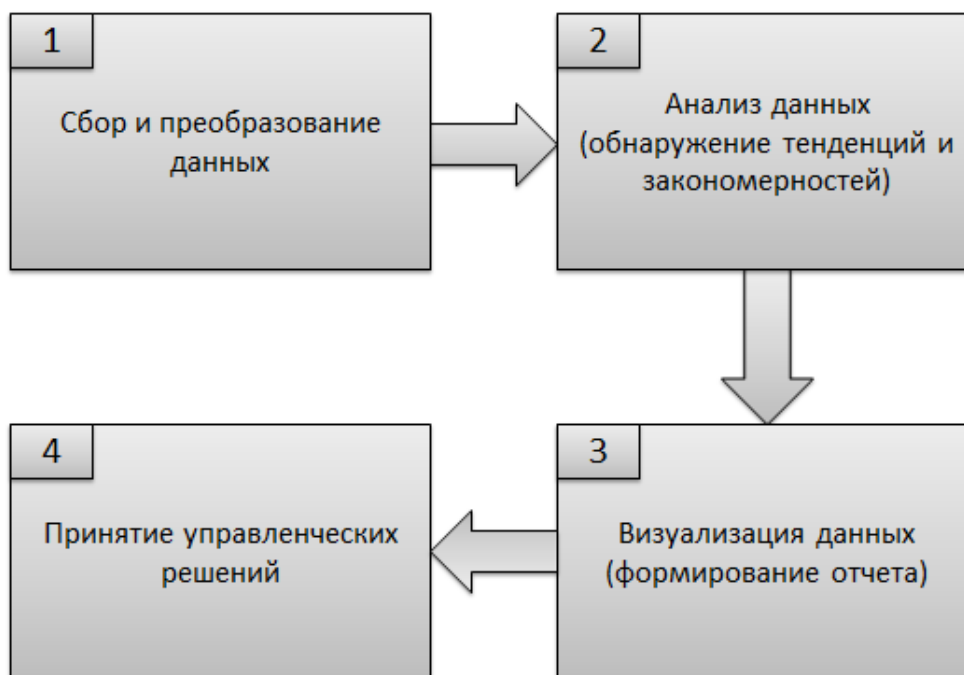 1
Сбор и преобразование
данных
2
Анализ данных
(обнаружение тенденций и
закономерностей)
3
Визуализация данных
(формирование отчета)
4
Принятие управленческих
решений